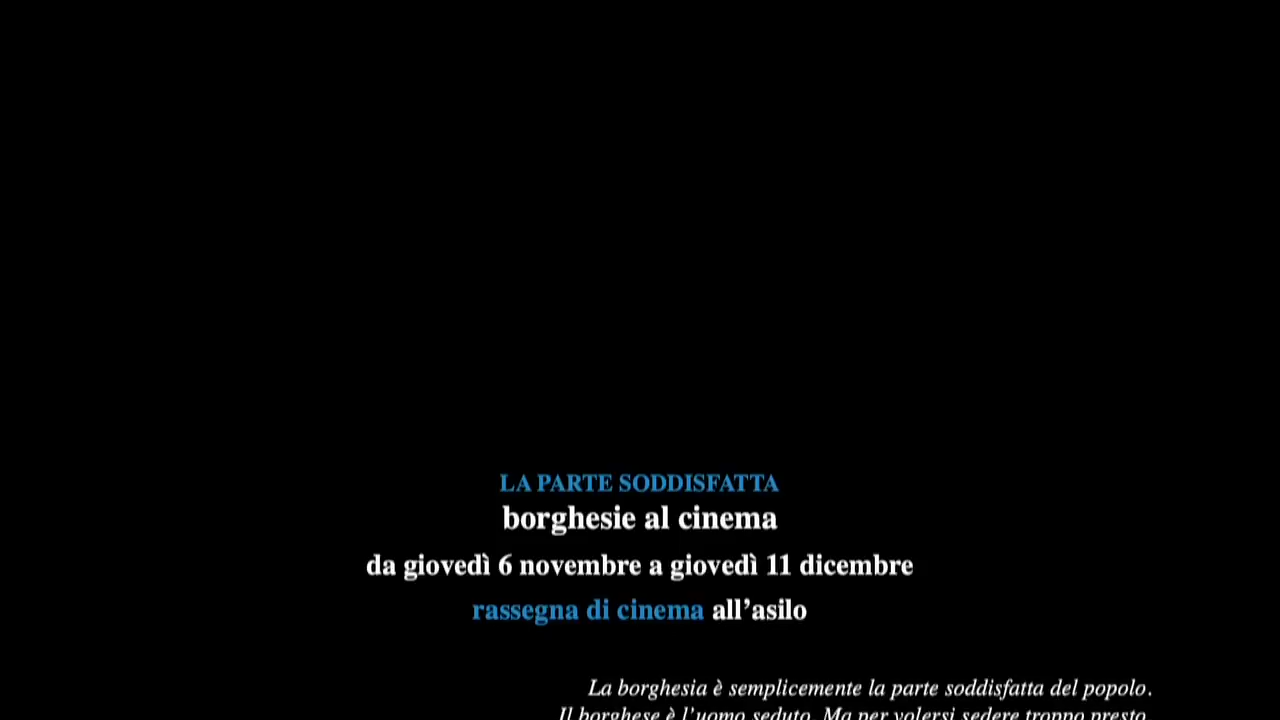 LA PARTE SODDISFATTA
borghesie al cinema
da giovedì 6 novembre a giovedì 11 dicembre
rassegna di cinema all’asilo
La borghesia è semplicemente la parte soddisfatta del popolo.
Il borghese è l’uomo seduto. Ma per volersi sedere troppo presto